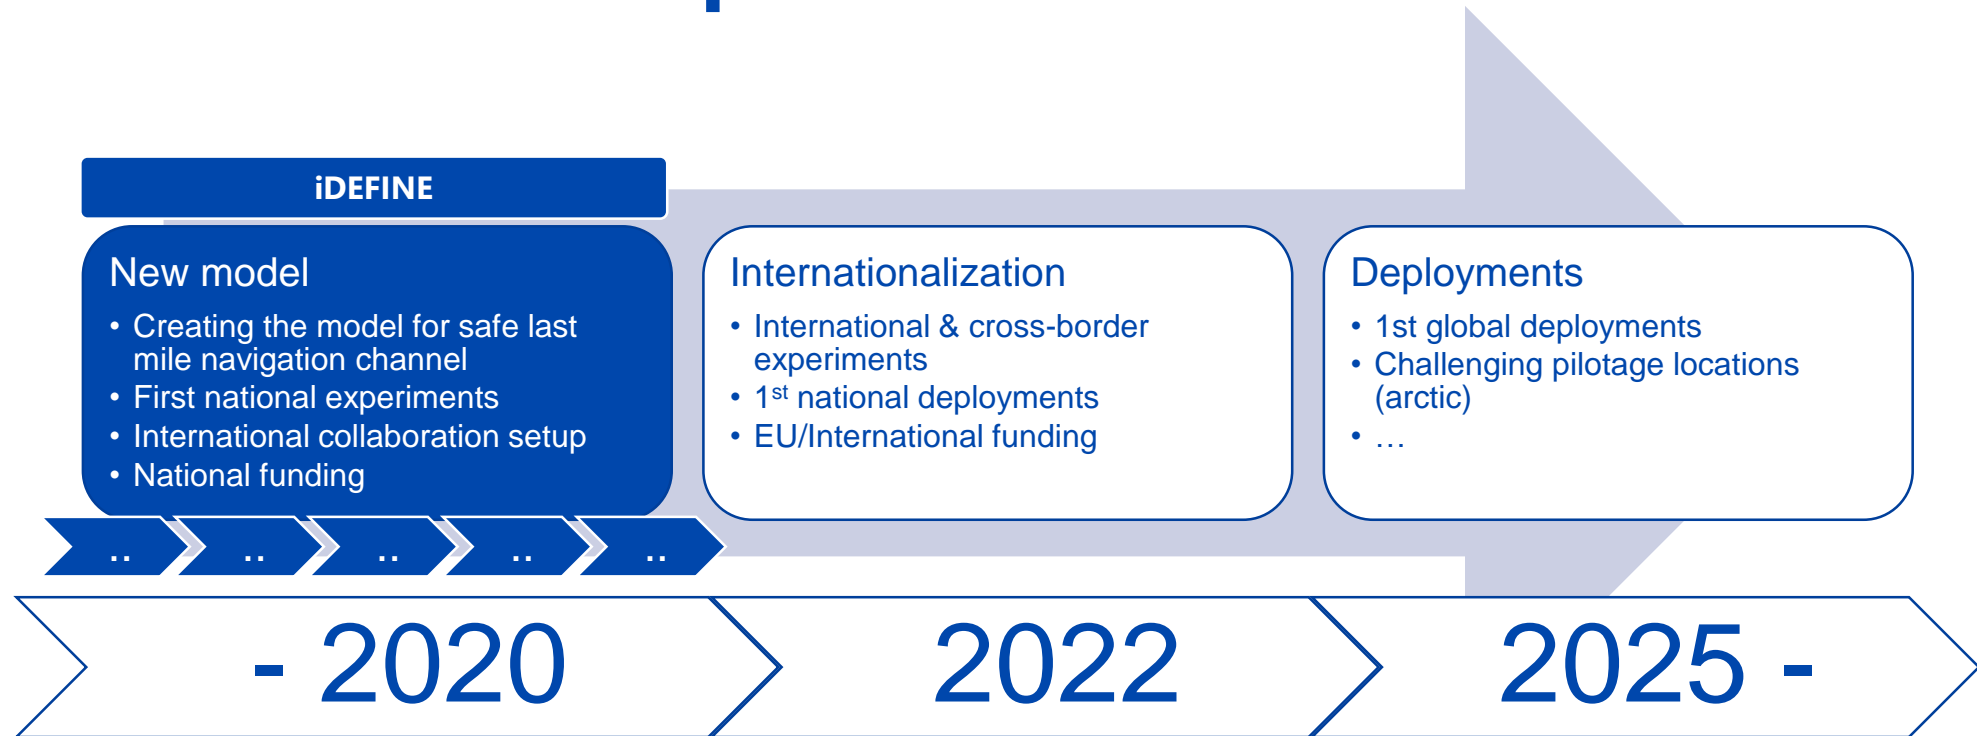 iDEFINE
New model
• Creating the model for safe last
mile navigation channel
• First national experiments
• International collaboration setup
• National funding
Internationalization
• International & cross-border
experiments
• 1st national deployments
• EU/International funding
Deployments
• 1st global deployments
• Challenging pilotage locations
(arctic)
• …
..
..
..
..
..
- 2020
2022
2025 -